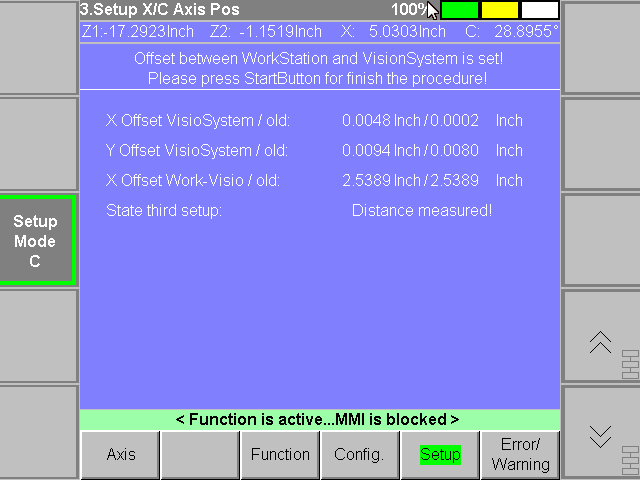 3.Setup X/C Axis Pos 100%
Z1:-17.2923Inch Z2: -1.1519Inch X: 5.0303Inch C: 28.8955°
Offset between WorkStation and VisionSystem is set!
Please press StartButton for finish the procedure!
X Offset VisioSystem / old: 0.0048 Inch / 0.0002 Inch
Y Offset VisioSystem / old: 0.0094 Inch / 0.0080 Inch
X Offset Work-Visio / old: 2.5389 Inch / 2.5389 Inch
State third setup: Distance measured!
Setup
Mode
C
< Function is active...MMI is blocked >
Axis Function Config. Setup Error/
Warning